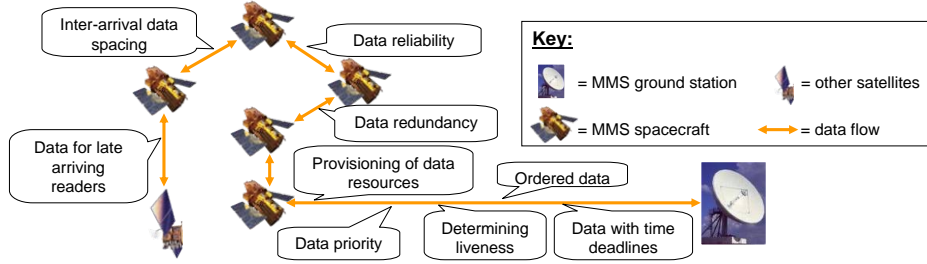 Inter-arrival data
spacing
Data reliability
Data redundancy
Data for late
arriving
readers
Provisioning of data
resources
Ordered data
Data priority
Determining
liveness
Data with time
deadlines
Key:
= MMS ground station
= other satellites
= MMS spacecraft
= data flow